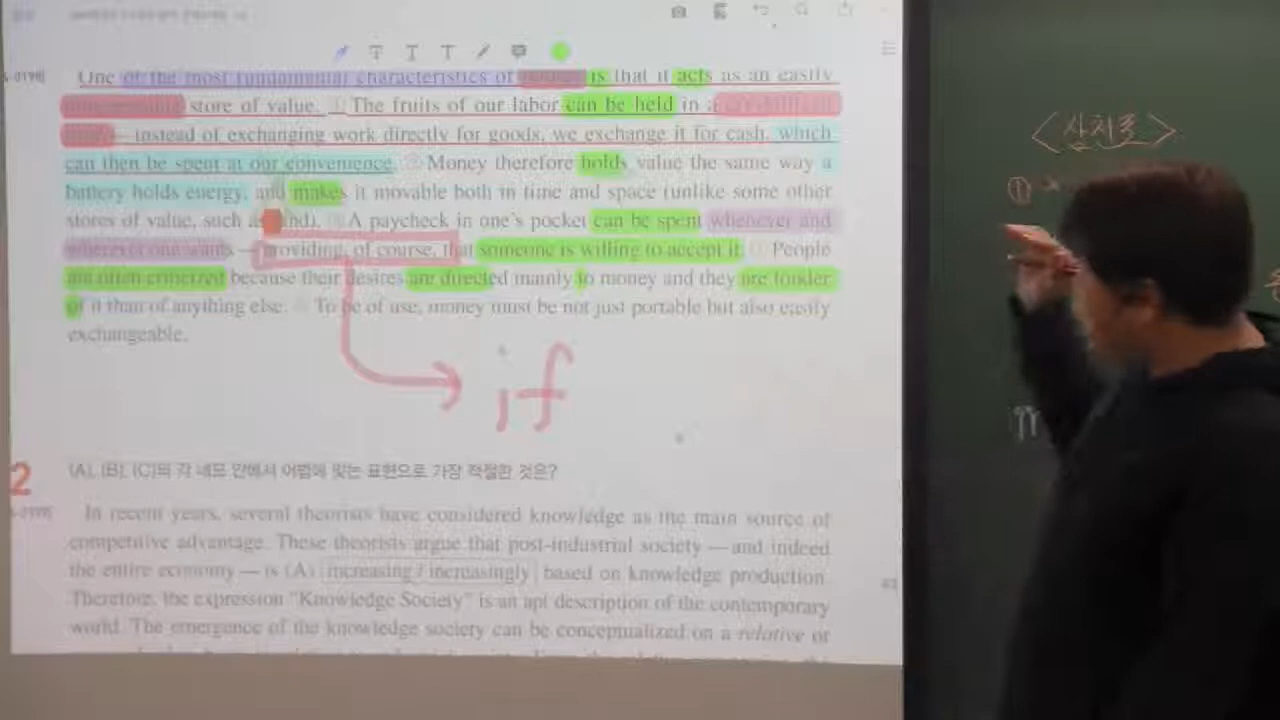 One of the most fundamental characteristics of is that it acts as an easily
store of value. ① The fruits of our labor can be held in a
— instead of exchanging work directly for goods, we exchange it for cash, which
can then be spent at our convenience. ② Money therefore holds value the same way a
battery holds energy, and makes it movable both in time and space (unlike some other
stores of value, such as land). ③ A paycheck in one's pocket can be spent whenever and
wherever one wants — providing, of course, that someone is willing to accept it. ④ People
are often criticized because their desires are directed mainly to money and they are fonder
of it than of anything else. ⑤ To be of use, money must be not just portable but also easily
exchangeable.
if
2
(A), (B), (C)의 각 네모 안에서 어법에 맞는 표현으로 가장 적절한 것은?
In recent years, several theorists have considered knowledge as the main source of
competitive advantage. These theorists argue that post-industrial society — and indeed
the entire economy — is (A) increasing / increasingly based on knowledge production.
Therefore, the expression "Knowledge Society" is an apt description of the contemporary
world. The emergence of the knowledge society can be conceptualized on a relative or
<삼친로>
①